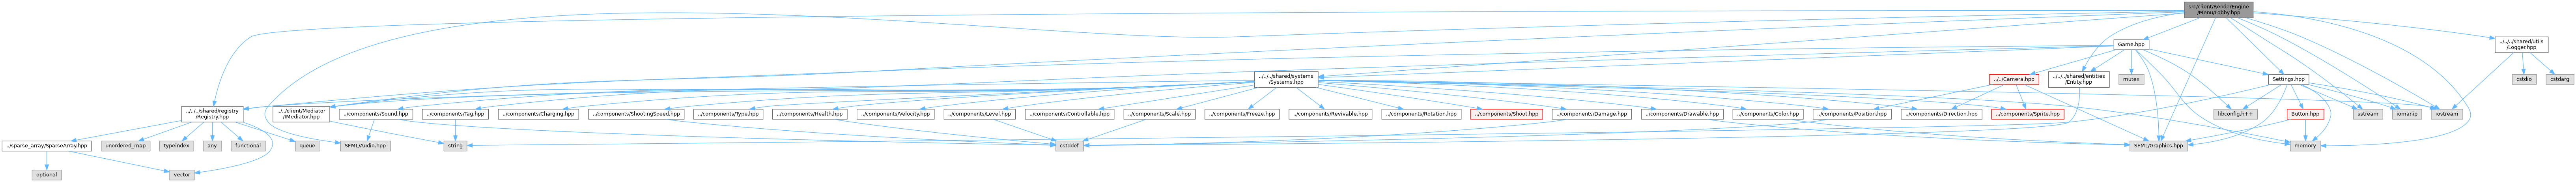 src/client/RenderEngine
/Menu/Lobby.hpp
../../../shared/utils
/Logger.hpp
Game.hpp
../../../shared/systems
/Systems.hpp
../../Camera.hpp
mutex
../../../shared/entities
/Entity.hpp
Settings.hpp
cstdio
cstdarg
../../../shared/registry
/Registry.hpp
../client/Mediator
/IMediator.hpp
../components/Sound.hpp
../components/Tag.hpp
../components/Charging.hpp
../components/ShootingSpeed.hpp
../components/Type.hpp
../components/Health.hpp
../components/Velocity.hpp
../components/Level.hpp
../components/Controllable.hpp
../components/Scale.hpp
../components/Freeze.hpp
../components/Revivable.hpp
../components/Rotation.hpp
../components/Shoot.hpp
../components/Damage.hpp
../components/Drawable.hpp
../components/Color.hpp
../components/Position.hpp
../components/Direction.hpp
../components/Sprite.hpp
libconfig.h++
Button.hpp
sstream
iomanip
iostream
../sparse_array/SparseArray.hpp
unordered_map
typeindex
any
functional
queue
SFML/Audio.hpp
string
cstddef
SFML/Graphics.hpp
memory
optional
vector